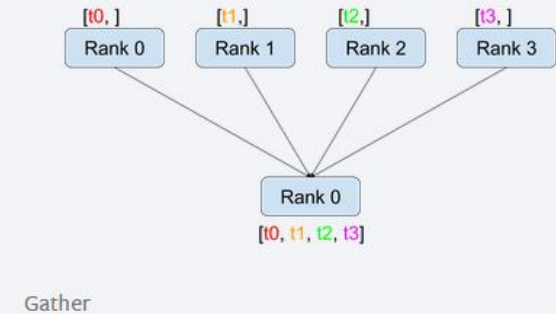 [t0, ] [t1,] [t2,] [t3, ]
Rank 0 Rank 1 Rank 2 Rank 3
Rank 0
[t0, t1, t2, t3]
Gather